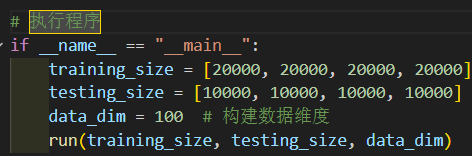 # 执行程序
if __name__ == "__main__":
    training_size = [20000, 20000, 20000, 20000]
    testing_size = [10000, 10000, 10000, 10000]
    data_dim = 100  # 构建数据维度
    run(training_size, testing_size, data_dim)